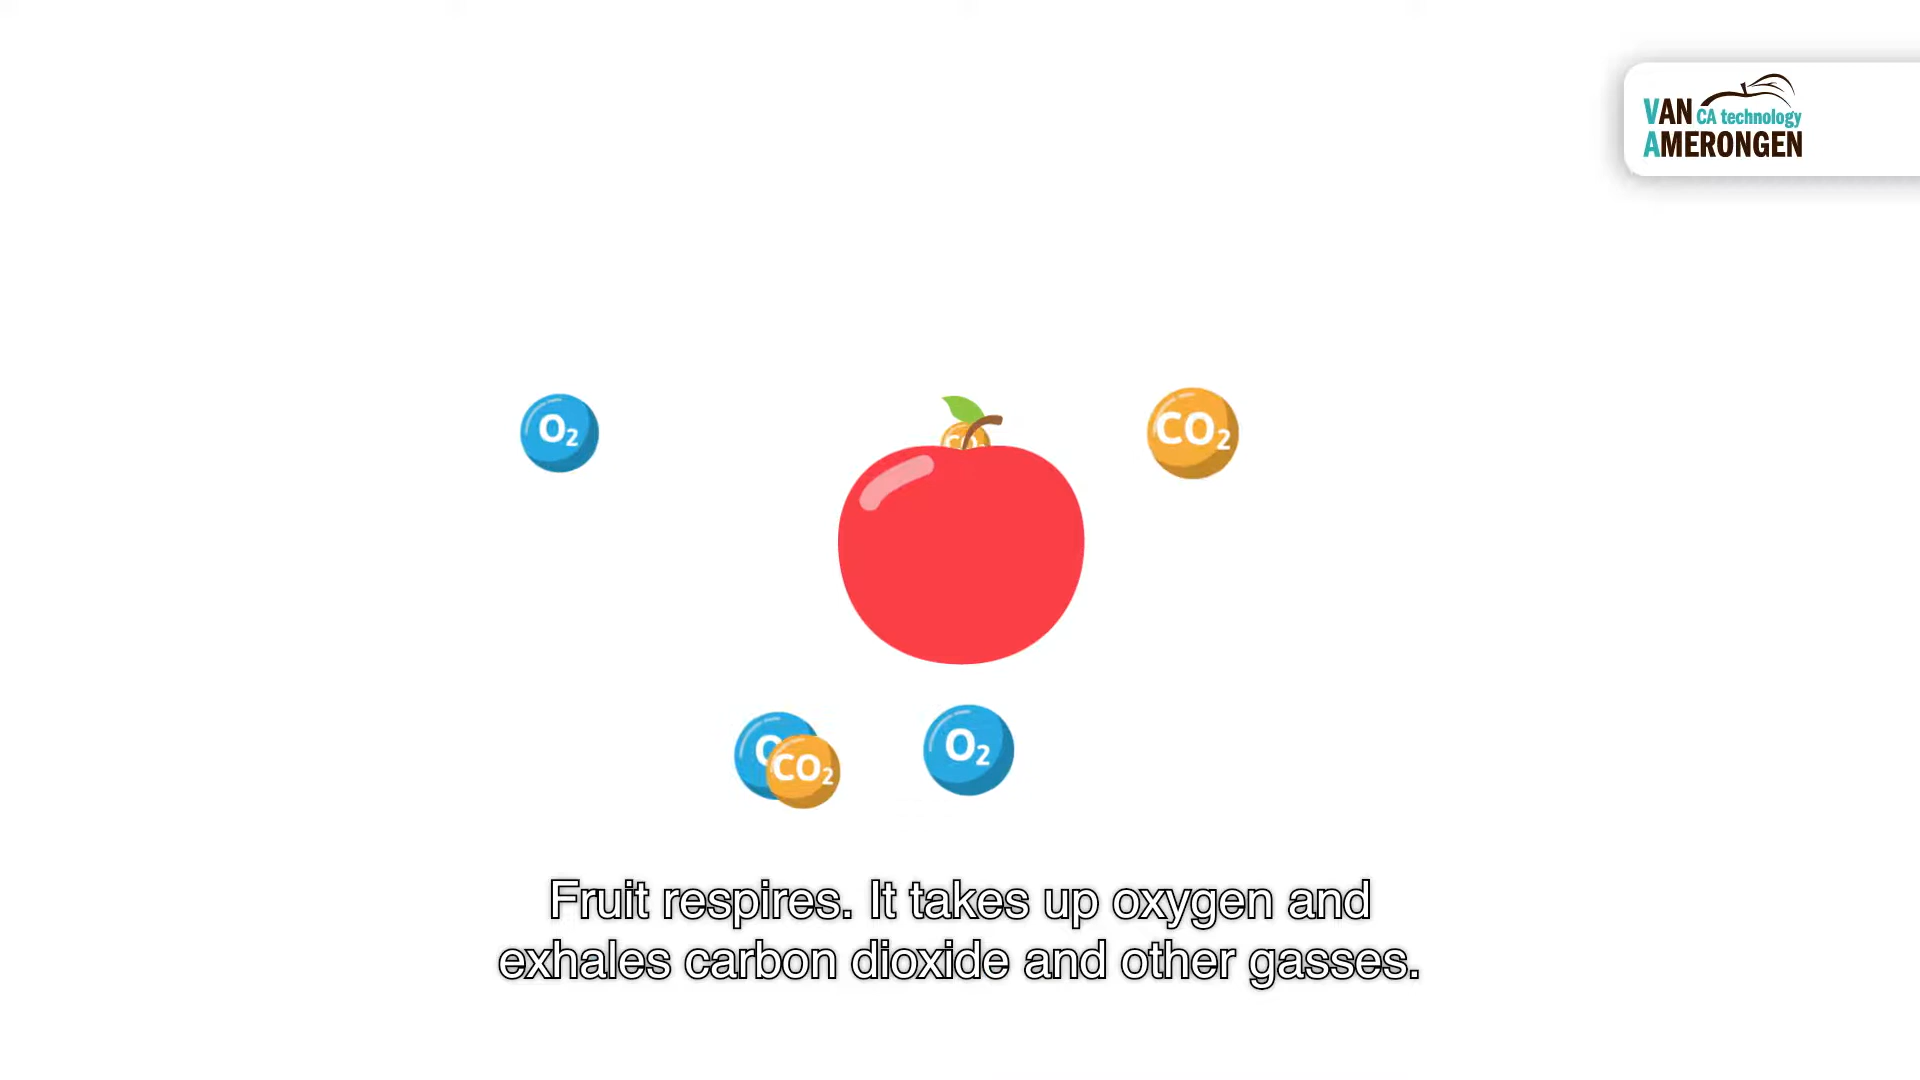 VAN CA technology
AMERONGEN
O₂
CO₂
CO₂
CO₂
O₂
Fruit respires. It takes up oxygen and
exhales carbon dioxide and other gasses.